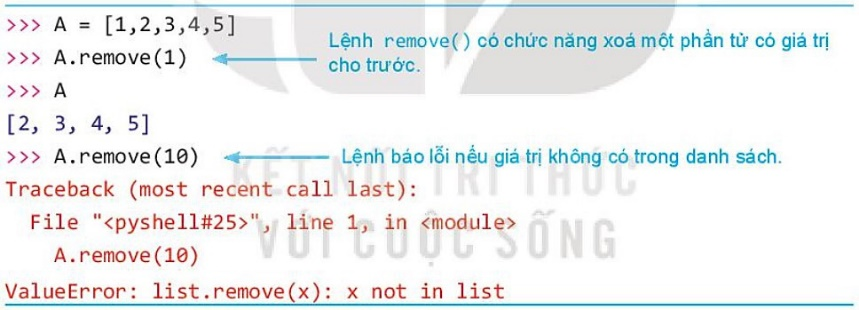 >>> A = [1,2,3,4,5]
>>> A.remove(1)
Lệnh remove() có chức năng xoá một phần tử có giá trị
cho trước.
>>> A
[2, 3, 4, 5]
>>> A.remove(10)
Lệnh báo lỗi nếu giá trị không có trong danh sách.
KẾT NỐI TRI THỨC
VỚI CUỘC SỐNG
Traceback (most recent call last):
File "<pyshell#25>", line 1, in <module>
A.remove(10)
ValueError: list.remove(x): x not in list